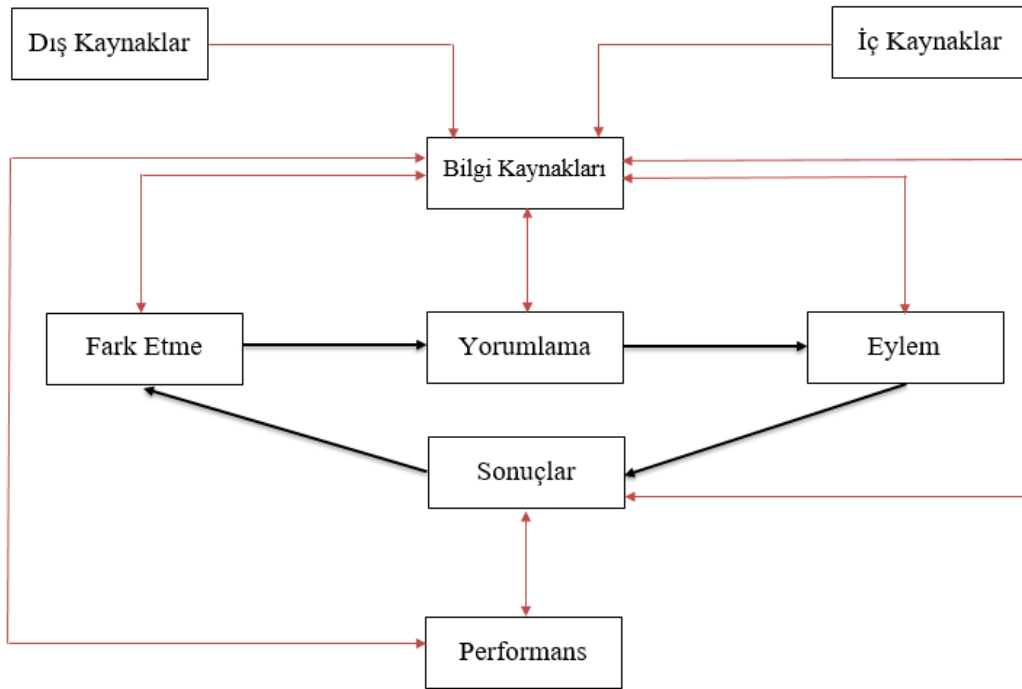 Dış Kaynaklar
İç Kaynaklar
Bilgi Kaynakları
Fark Etme
Yorumlama
Eylem
Sonuçlar
Performans